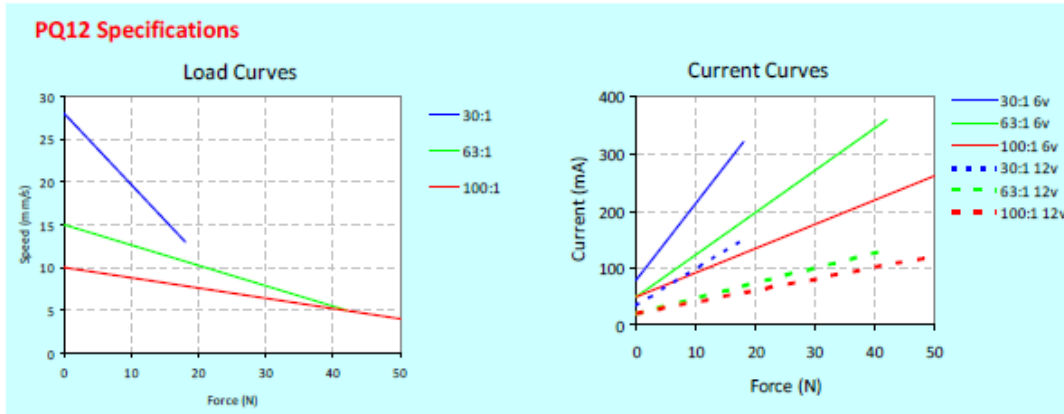 PQ12 Specifications
Load Curves
30
25
20
15
10
5
0
Speed (mm/s)
0 10 20 30 40 50
Force (N)
30:1
63:1
100:1
Current Curves
400
300
200
100
0
Current (mA)
0 10 20 30 40 50
Force (N)
30:1 6v
63:1 6v
100:1 6v
30:1 12v
63:1 12v
100:1 12v